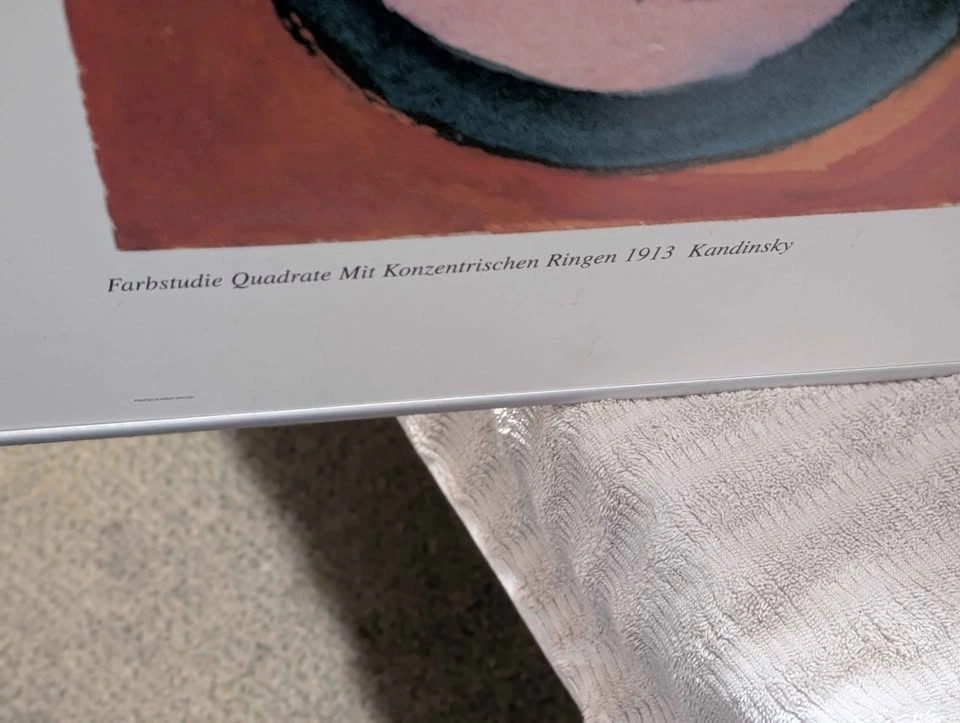 Farbstudie Quadrate Mit Konzentrischen Ringen 1913 Kandinsky